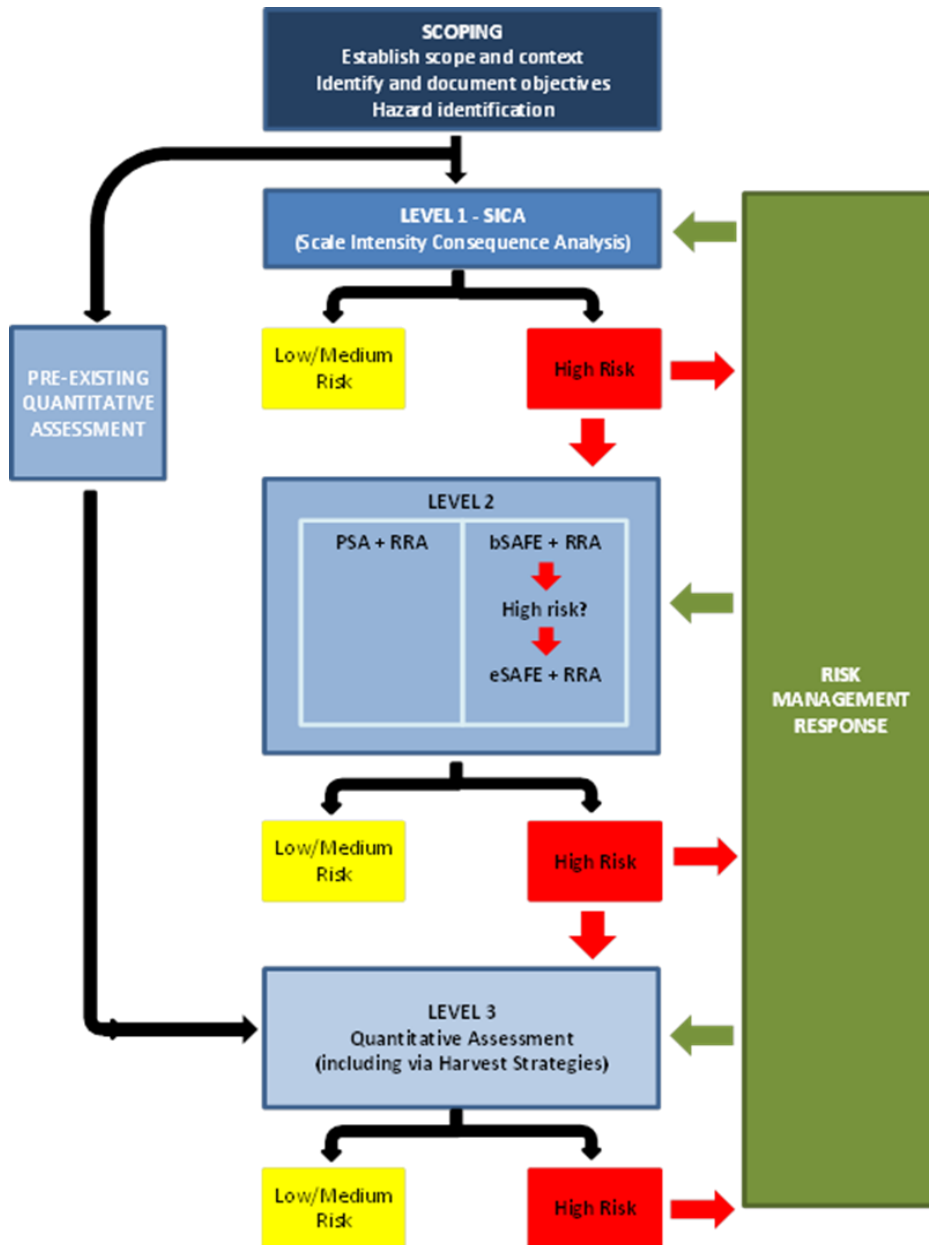 SCOPING
Establish scope and context
Identify and document objectives
Hazard identification
LEVEL 1 - SICA
(Scale Intensity Consequence Analysis)
Low/Medium
Risk
High Risk
PRE-EXISTING
QUANTITATIVE
ASSESSMENT
LEVEL 2
PSA + RRA
bSAFE + RRA
High risk?
eSAFE + RRA
RISK
MANAGEMENT
RESPONSE
Low/Medium
Risk
High Risk
LEVEL 3
Quantitative Assessment
(including via Harvest Strategies)
Low/Medium
Risk
High Risk